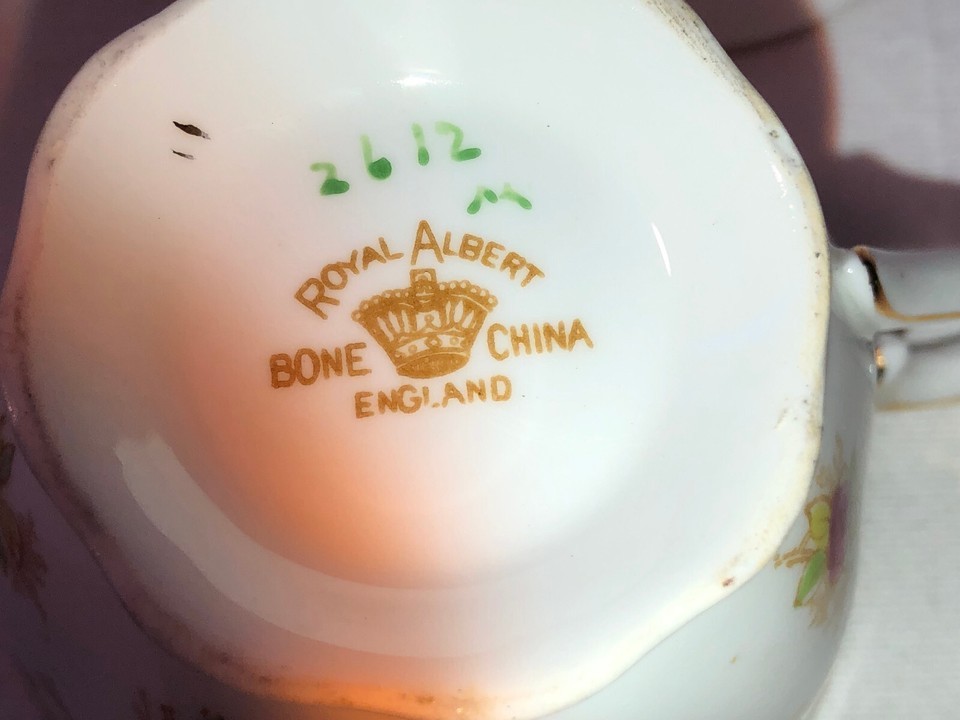 2612
M
ROYAL ALBERT
BONE CHINA
ENGLAND